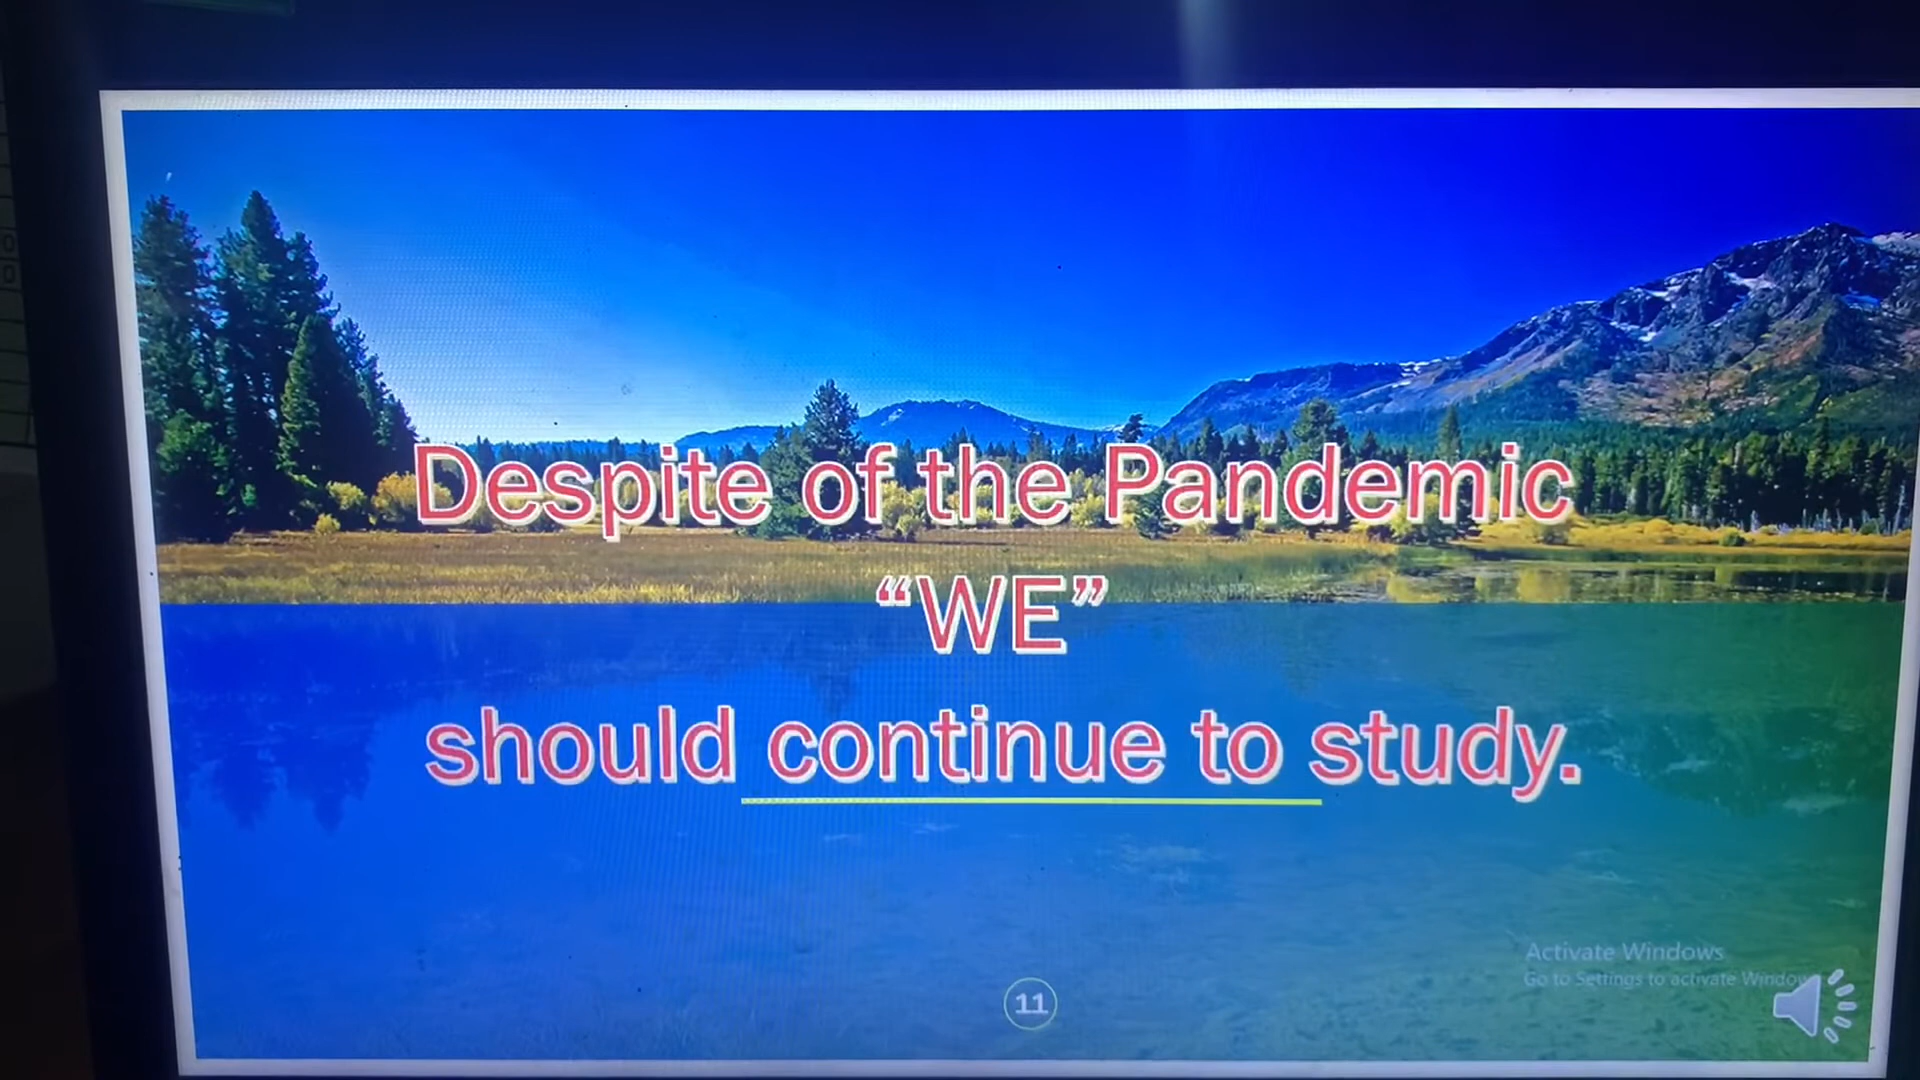 Despite of the Pandemic
“WE”
should continue to study.
Activate Windows
Go to Settings to activate Windows
11